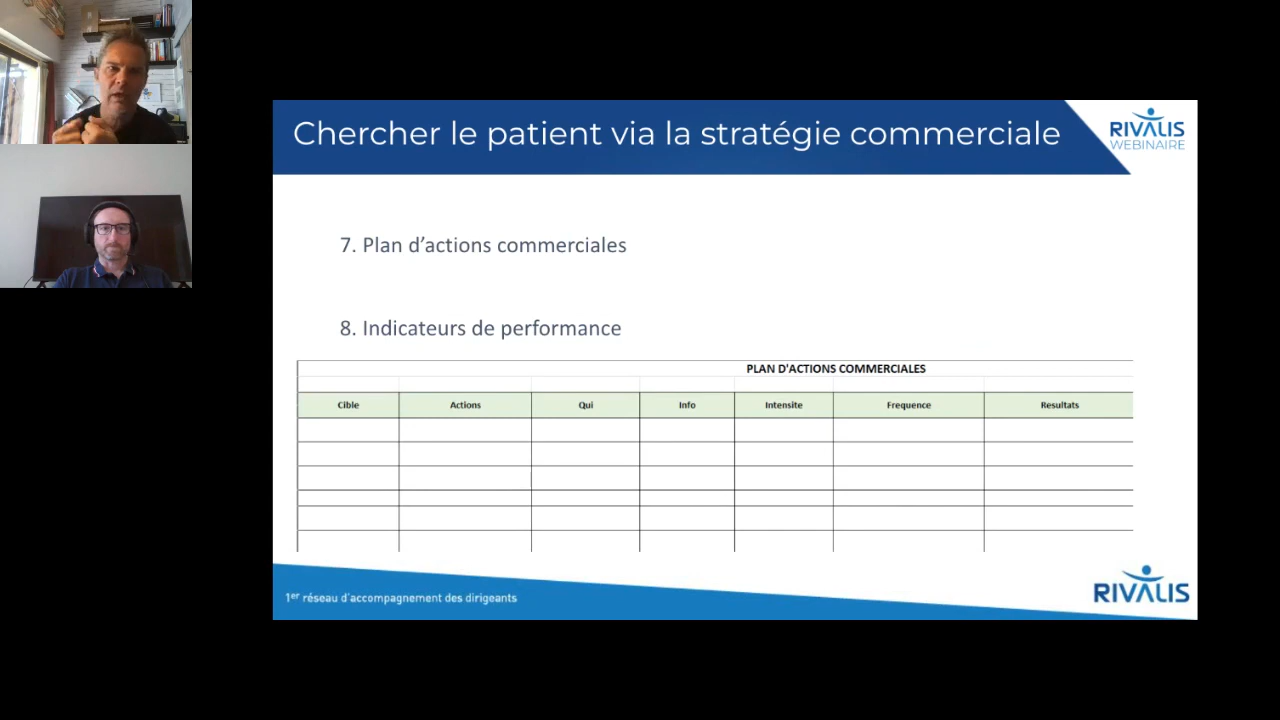 Chercher le patient via la stratégie commerciale
RIVALIS
WEBINAIRE
7. Plan d’actions commerciales
8. Indicateurs de performance
PLAN D'ACTIONS COMMERCIALES
Cible Actions Qui Info Intensite Frequence Resultats
1er réseau d'accompagnement des dirigeants
RIVALIS